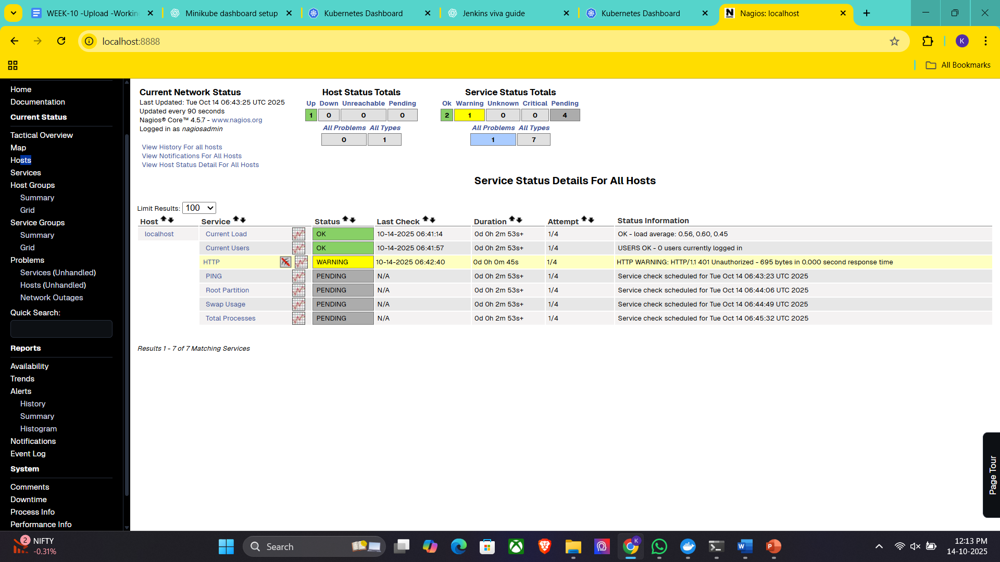 WEEK-10 -Upload -Workin
Minikube dashboard setup
Kubernetes Dashboard
Jenkins viva guide
Kubernetes Dashboard
Nagios: localhost
localhost:8888
K
All Bookmarks
Home
Documentation
Current Status
Tactical Overview
Map
Hosts
Services
Host Groups
Summary
Grid
Service Groups
Summary
Grid
Problems
Services (Unhandled)
Hosts (Unhandled)
Network Outages
Quick Search:
Reports
Availability
Trends
Alerts
History
Summary
Histogram
Notifications
Event Log
System
Comments
Downtime
Process Info
Performance Info
Current Network Status
Last Updated: Tue Oct 14 06:43:25 UTC 2025
Updated every 90 seconds
Nagios® Core™ 4.5.7 - www.nagios.org
Logged in as nagiosadmin
View History For all hosts
View Notifications For All Hosts
View Host Status Detail For All Hosts
Host Status Totals
Up Down Unreachable Pending
1 0 0 0
All Problems All Types
0 1
Service Status Totals
Ok Warning Unknown Critical Pending
2 1 0 0 4
All Problems All Types
1 7
Service Status Details For All Hosts
Limit Results: 100
Host Service Status Last Check Duration Attempt Status Information
localhost Current Load OK 10-14-2025 06:41:14 0d 0h 2m 53s+ 1/4 OK - load average: 0.56, 0.60, 0.45
Current Users OK 10-14-2025 06:41:57 0d 0h 2m 53s+ 1/4 USERS OK - 0 users currently logged in
HTTP WARNING 10-14-2025 06:42:40 0d 0h 0m 45s 1/4 HTTP WARNING: HTTP/1.1 401 Unauthorized - 695 bytes in 0.000 second response time
PING PENDING N/A 0d 0h 2m 53s+ 1/4 Service check scheduled for Tue Oct 14 06:43:23 UTC 2025
Root Partition PENDING N/A 0d 0h 2m 53s+ 1/4 Service check scheduled for Tue Oct 14 06:44:06 UTC 2025
Swap Usage PENDING N/A 0d 0h 2m 53s+ 1/4 Service check scheduled for Tue Oct 14 06:44:49 UTC 2025
Total Processes PENDING N/A 0d 0h 2m 53s+ 1/4 Service check scheduled for Tue Oct 14 06:45:32 UTC 2025
Results 1 - 7 of 7 Matching Services
Page Tour
2
NIFTY
-0.31%
Search
K
W
P
12:13 PM
14-10-2025